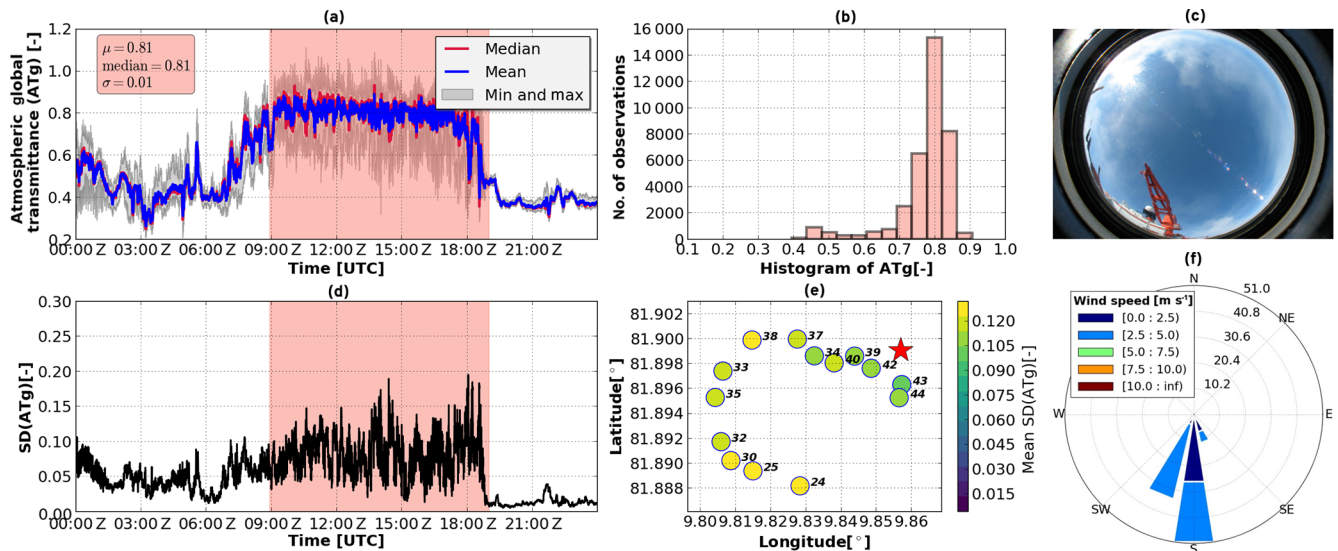 (a)
Atmospheric global
transmittance (ATg) [-]
1.2
1.0
0.8
0.6
0.4
0.2
μ = 0.81
median = 0.81
σ = 0.01
Median
Mean
Min and max
00:00 Z 03:00 Z 06:00 Z 09:00 Z 12:00 Z 15:00 Z 18:00 Z 21:00 Z
Time [UTC]
(b)
No. of observations
16 000
14 000
12 000
10 000
8000
6000
4000
2000
0
0.1 0.2 0.3 0.4 0.5 0.6 0.7 0.8 0.9 1.0
Histogram of ATg[-]
(c)
(d)
SD(ATg)[-]
0.30
0.25
0.20
0.15
0.10
0.05
0.00
00:00 Z 03:00 Z 06:00 Z 09:00 Z 12:00 Z 15:00 Z 18:00 Z 21:00 Z
Time [UTC]
(e)
Latitude[°]
81.902
81.900
81.898
81.896
81.894
81.892
81.890
81.888
38
37
34
40
39
42
43
44
33
35
32
30
25
24
9.80 9.81 9.82 9.83 9.84 9.85 9.86
Longitude[°]
0.120
0.105
0.090
0.075
0.060
0.045
0.030
0.015
Mean SD(ATg)[-]
(f)
N
NE
E
SE
S
SW
W
51.0
40.8
30.6
20.4
10.2
Wind speed [m s⁻¹]
[0.0 : 2.5)
[2.5 : 5.0)
[5.0 : 7.5)
[7.5 : 10.0)
[10.0 : inf)